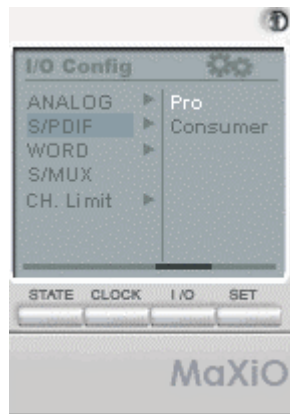 I/O Config
ANALOG
Pro
S/PDIF
Consumer
WORD
S/MUX
CH. Limit
STATE CLOCK I/O SET
MaXiO